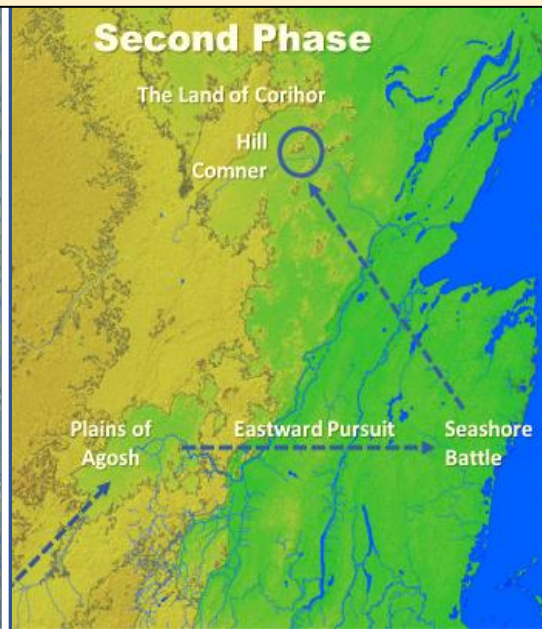 Second Phase
The Land of Corihor
Hill
Comner
Plains of
Agosh
Eastward Pursuit
Seashore
Battle